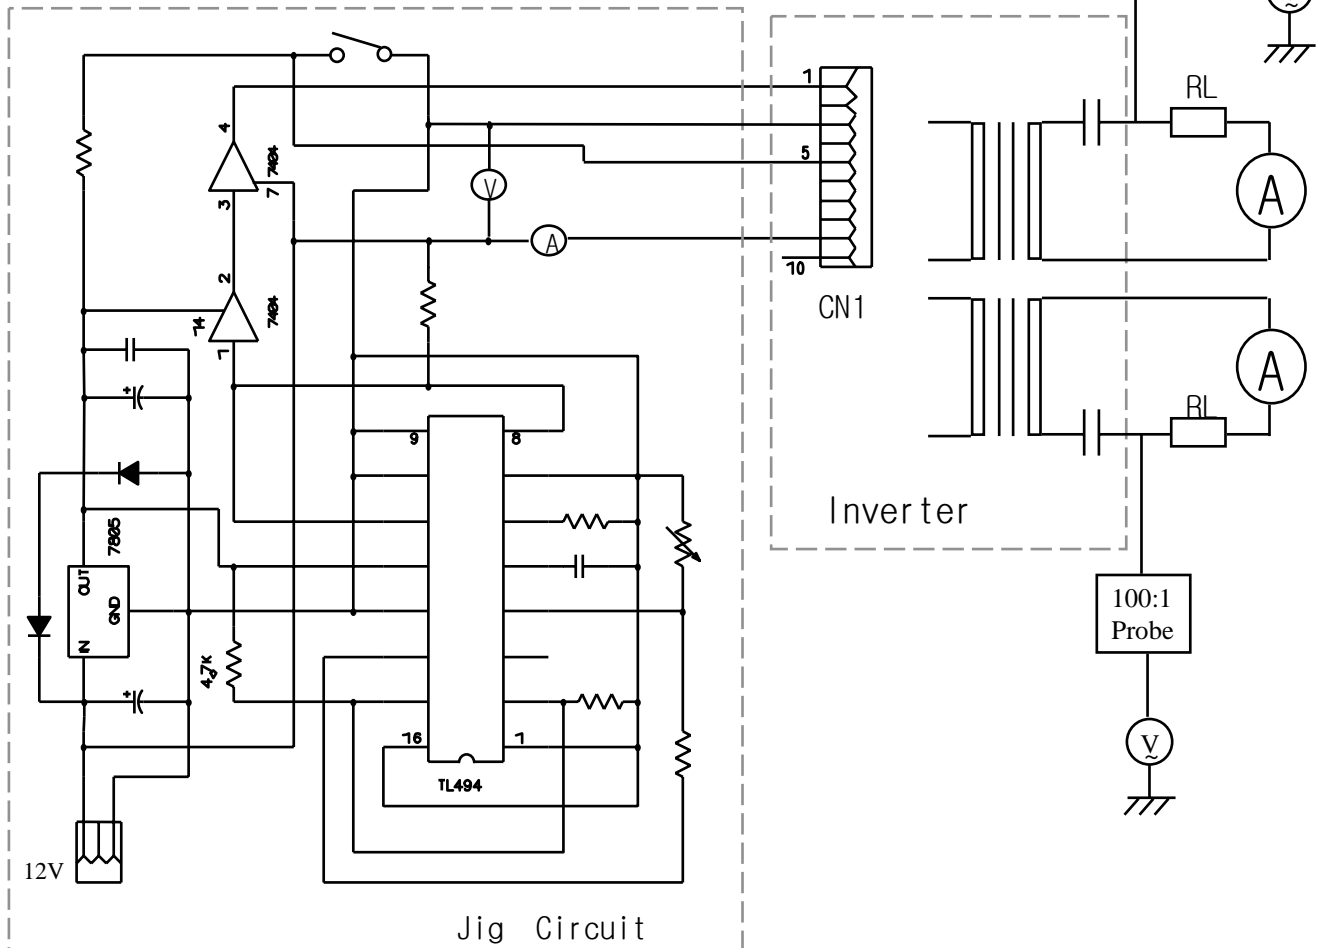 ~
RL
1
4
7404
7
3
V
5
A
A
10
CN1
2
14
7404
1
A
RL
9
8
Inverter
7805
OUT
GND
IN
4.7K
100:1
Probe
16
1
TL494
V
~
12V
Jig Circuit